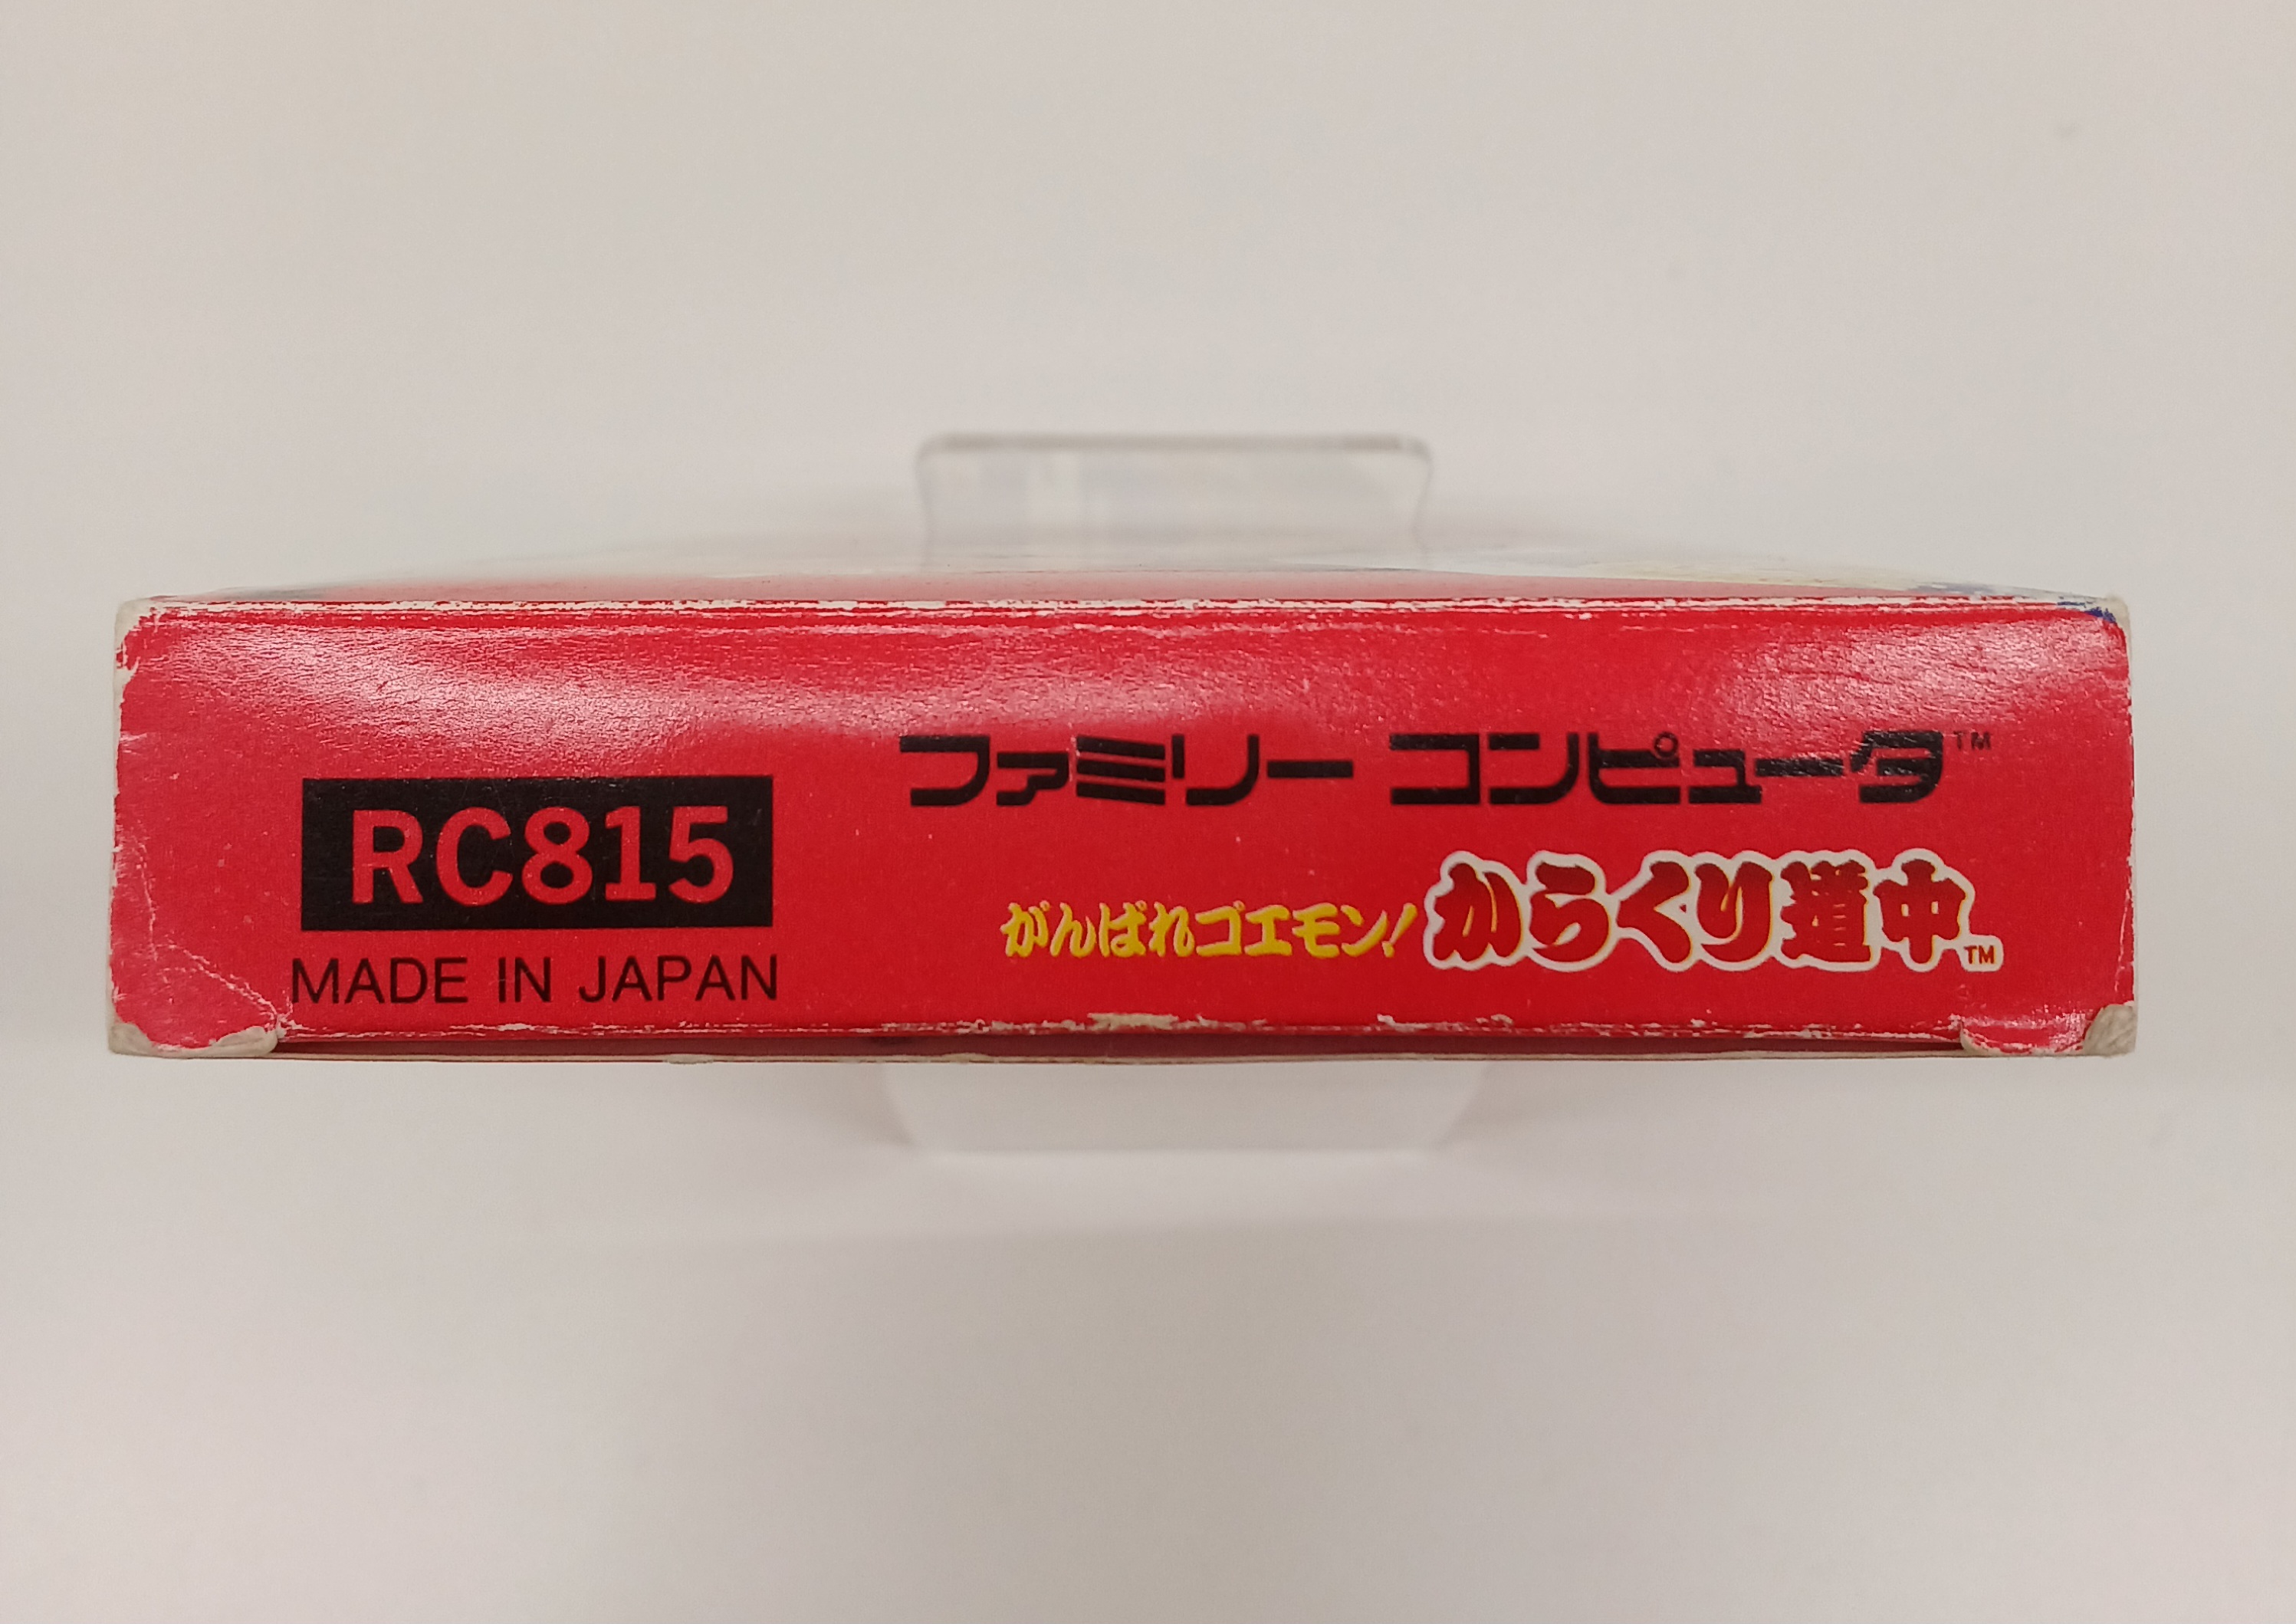 ファミリー コンピュータ™
RC815
がんばれゴエモン!からくり道中™
MADE IN JAPAN